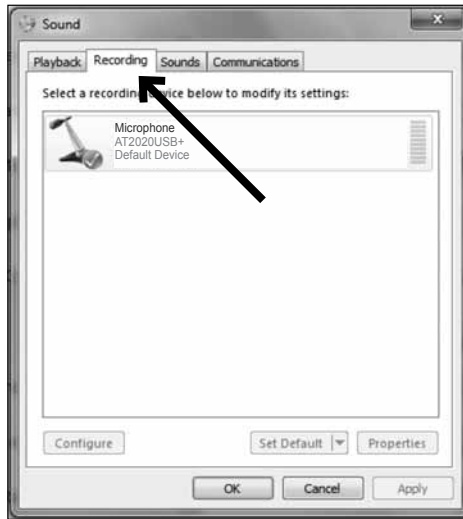 Sound
Playback Recording Sounds Communications
Select a recording device below to modify its settings:
Microphone
AT2020USB+
Default Device
Configure Set Default Properties
OK Cancel Apply